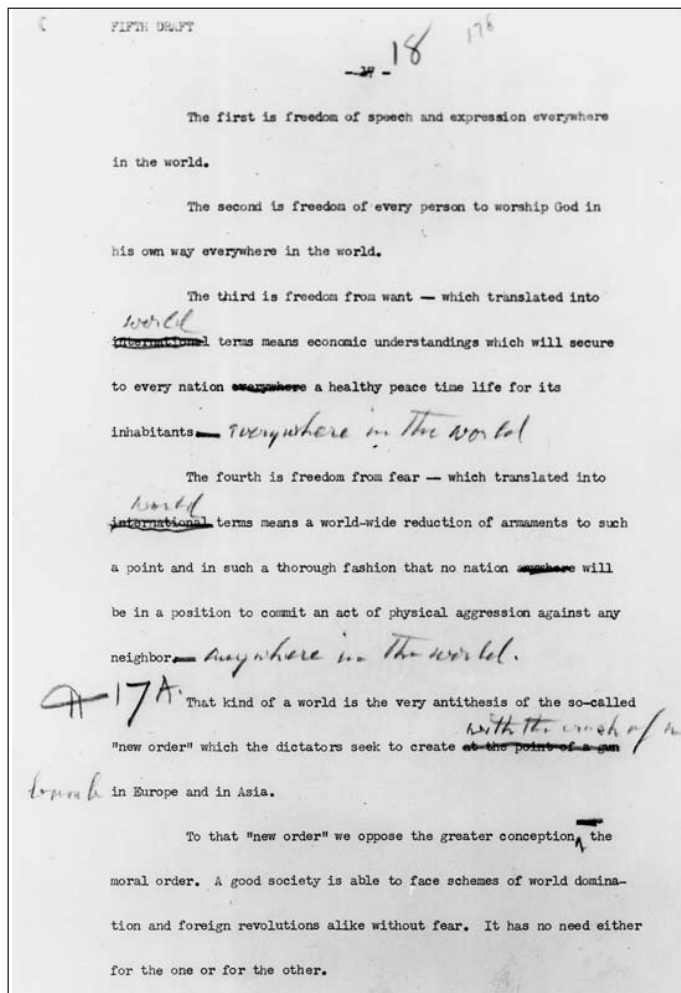 FIFTH DRAFT
178
18
- 17 -
The first is freedom of speech and expression everywhere
in the world.
The second is freedom of every person to worship God in
his own way everywhere in the world.
The third is freedom from want — which translated into
world
international terms means economic understandings which will secure
to every nation everywhere a healthy peace time life for its
inhabitants — everywhere in the world
The fourth is freedom from fear — which translated into
world
international terms means a world-wide reduction of armaments to such
a point and in such a thorough fashion that no nation anywhere will
be in a position to commit an act of physical aggression against any
neighbor — anywhere in the world.
17A. That kind of a world is the very antithesis of the so-called
with the crash of a
"new order" which the dictators seek to create at the point of a gun
bomb in Europe and in Asia.
To that "new order" we oppose the greater conception — the
moral order. A good society is able to face schemes of world domina-
tion and foreign revolutions alike without fear. It has no need either
for the one or for the other.